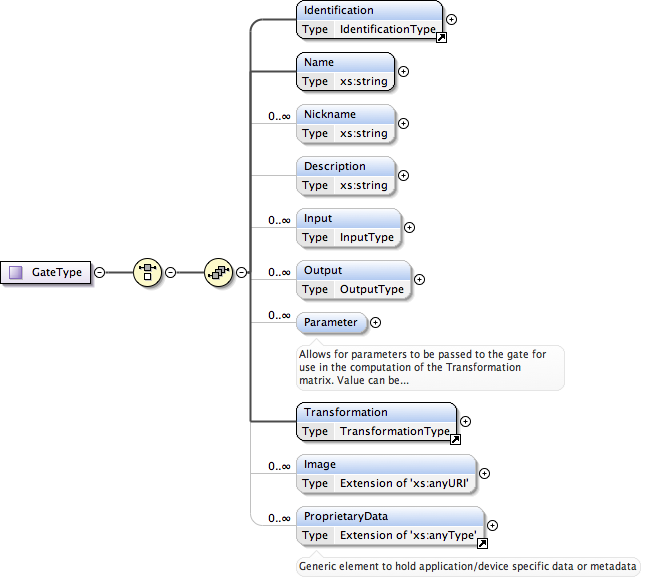 Identification
Type IdentificationType
Name
Type xs:string
0..∞
Nickname
Type xs:string
Description
Type xs:string
0..∞
Input
Type InputType
GateType
0..∞
Output
Type OutputType
0..∞
Parameter
Allows for parameters to be passed to the gate for
use in the computation of the Transformation
matrix. Value can be...
Transformation
Type TransformationType
0..∞
Image
Type Extension of 'xs:anyURI'
0..∞
ProprietaryData
Type Extension of 'xs:anyType'
Generic element to hold application/device specific data or metadata